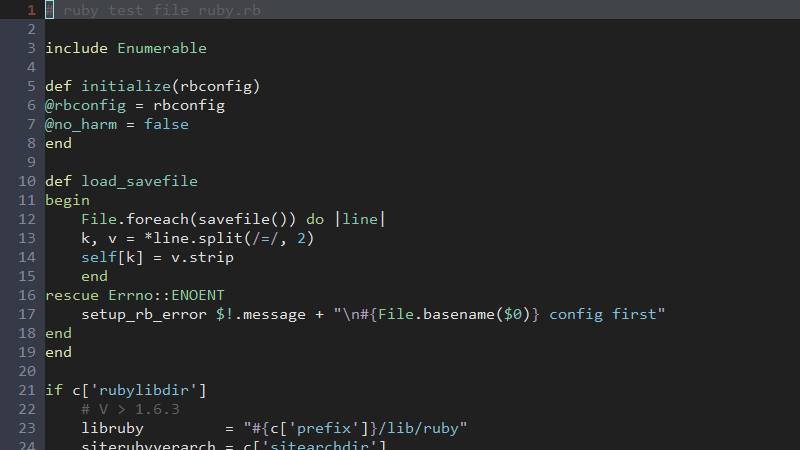 1 # ruby test file ruby.rb
2
3 include Enumerable
4
5 def initialize(rbconfig)
6 @rbconfig = rbconfig
7 @no_harm = false
8 end
9
10 def load_savefile
11 begin
12     File.foreach(savefile()) do |line|
13     k, v = *line.split(/=/, 2)
14     self[k] = v.strip
15     end
16 rescue Errno::ENOENT
17     setup_rb_error $!.message + "\n#{File.basename($0)} config first"
18 end
19 end
20
21 if c['rubylibdir']
22     # V > 1.6.3
23     libruby         = "#{c['prefix']}/lib/ruby"
24     siterubyverarch = c['sitearchdir']